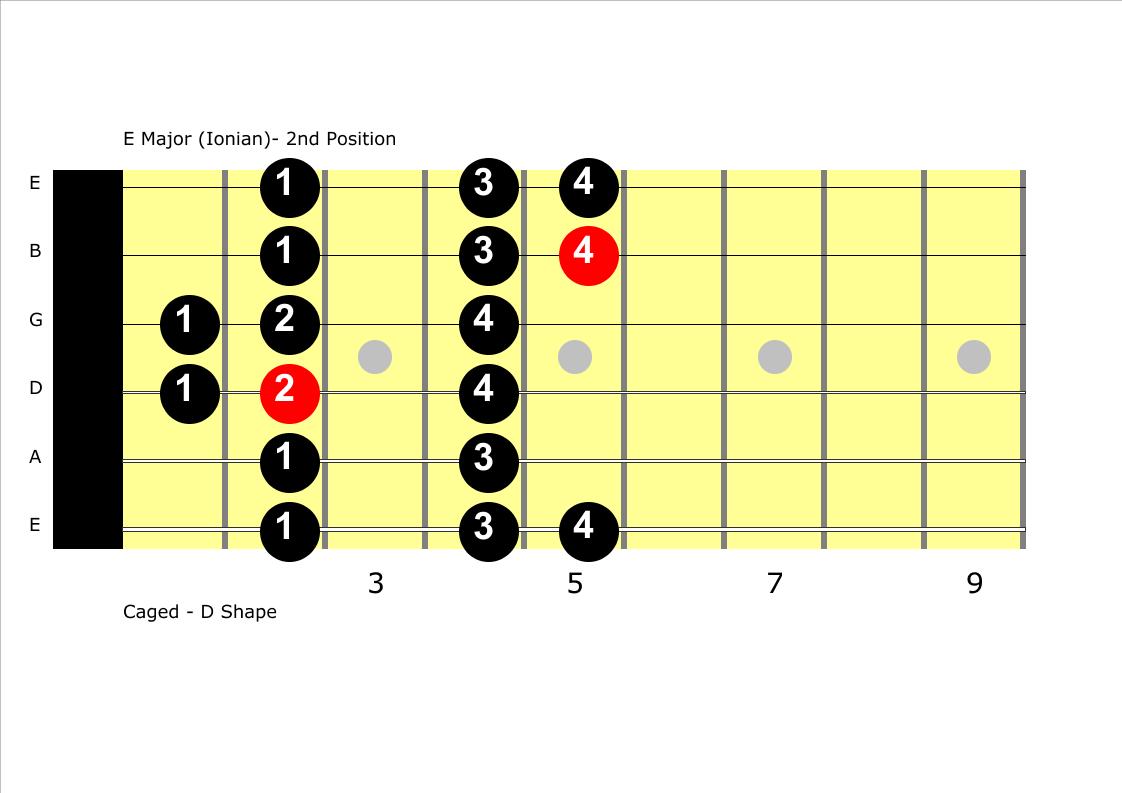 E Major (Ionian)- 2nd Position
E 1 3 4
B 1 3 4
G 1 2 4
D 1 2 4
A 1 3
E 1 3 4
3 5 7 9
Caged - D Shape